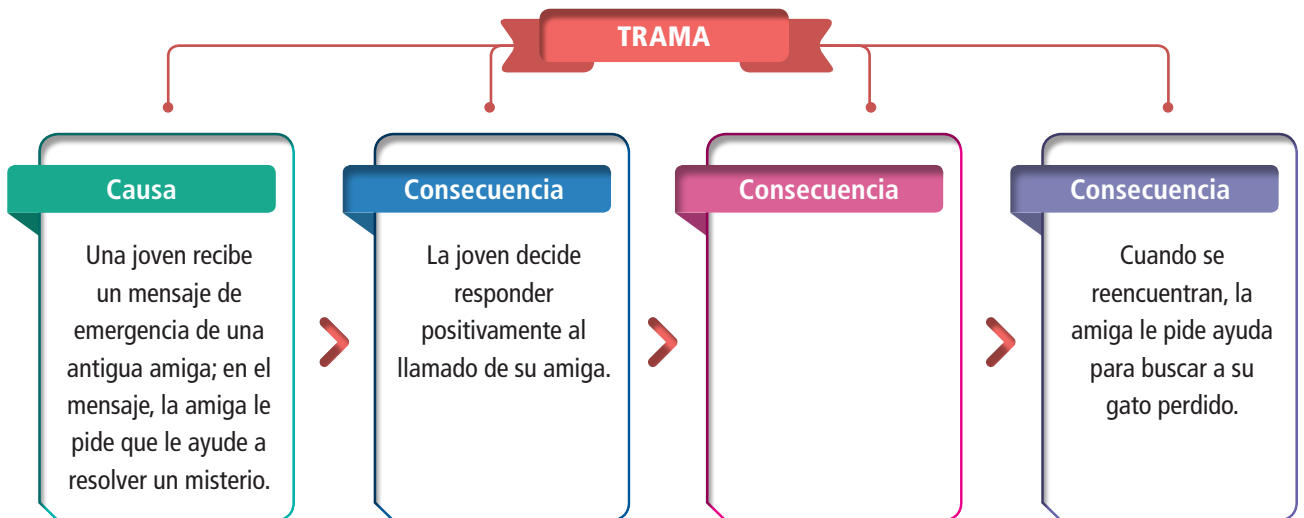 TRAMA
Causa
Una joven recibe
un mensaje de
emergencia de una
antigua amiga; en el
mensaje, la amiga le
pide que le ayude a
resolver un misterio.
Consecuencia
La joven decide
responder
positivamente al
llamado de su amiga.
Consecuencia
Consecuencia
Cuando se
reencuentran, la
amiga le pide ayuda
para buscar a su
gato perdido.